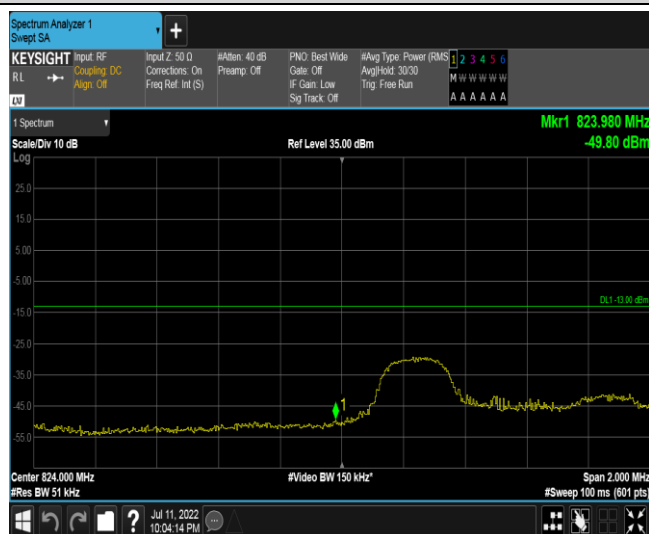 Spectrum Analyzer 1
Swept SA
+
KEYSIGHT
RL
LXI
Input: RF
Coupling: DC
Align: Off
Input Z: 50 Ω
Corrections: On
Freq Ref: Int (S)
#Atten: 40 dB
Preamp: Off
PNO: Best Wide
Gate: Off
IF Gain: Low
Sig Track: Off
#Avg Type: Power (RMS
Avg|Hold: 30/30
Trig: Free Run
1 2 3 4 5 6
M W W W W W
A A A A A A
1 Spectrum
Mkr1 823.980 MHz
Scale/Div 10 dB
Ref Level 35.00 dBm
-49.80 dBm
Log
25.0
15.0
5.00
-5.00
DL1 -13.00 dBm
-15.0
-25.0
-35.0
-45.0
1
-55.0
Center 824.000 MHz
#Video BW 150 kHz*
Span 2.000 MHz
#Res BW 51 kHz
#Sweep 100 ms (601 pts)
?
Jul 11, 2022
10:04:14 PM